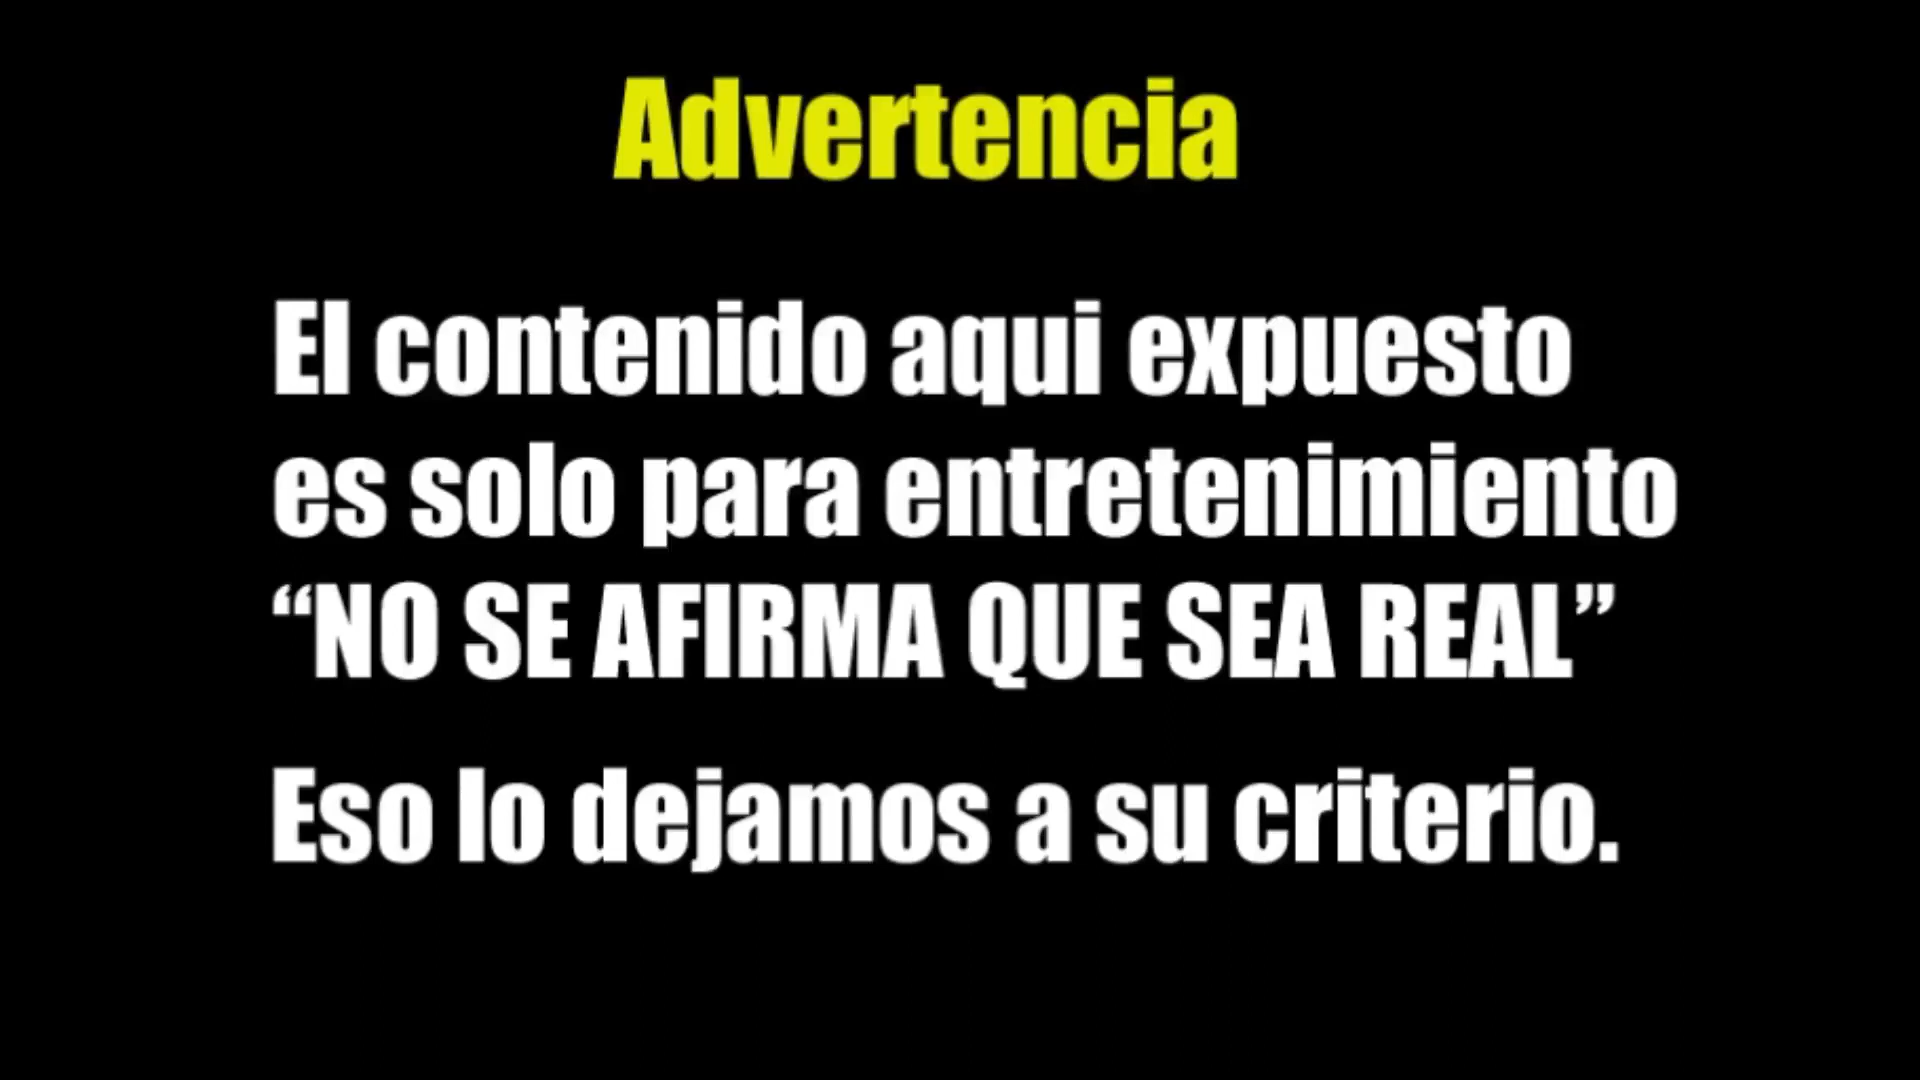 Advertencia
El contenido aqui expuesto
es solo para entretenimiento
“NO SE AFIRMA QUE SEA REAL”
Eso lo dejamos a su criterio.